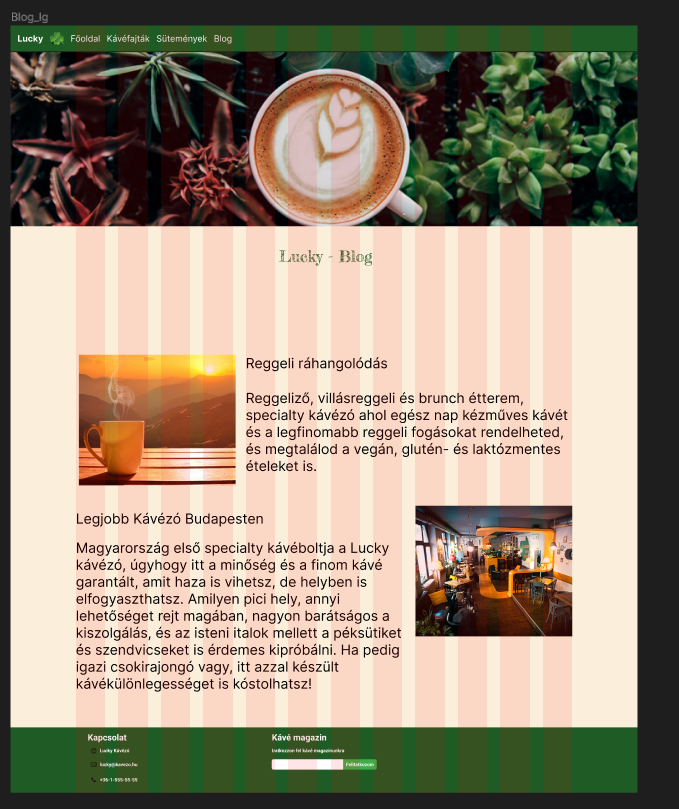 Blog_lg
Lucky Főoldal Kávéfajták Sütemények Blog
Lucky - Blog
Reggeli ráhangolódás
Reggeliző, villásreggeli és brunch étterem,
specialty kávézó ahol egész nap kézműves kávét
és a legfinomabb reggeli fogásokat rendelheted,
és megtalálod a vegán, glutén- és laktózmentes
ételeket is.
Legjobb Kávézó Budapesten
Magyarország első specialty kávéboltja a Lucky
kávézó, úgyhogy itt a minőség és a finom kávé
garantált, amit haza is vihetsz, de helyben is
elfogyaszthatsz. Amilyen pici hely, annyi
lehetőséget rejt magában, nagyon barátságos a
kiszolgálás, és az isteni italok mellett a péksütiket
és szendvicseket is érdemes kipróbálni. Ha pedig
igazi csokirajongó vagy, itt azzal készült
kávékülönlegességet is kóstolhatsz!
Kapcsolat
Lucky Kávézó
lucky@kavezo.hu
+36-1-555-55-55
Kávé magazin
Iratkozzon fel kávé magazinunkra
Feliratkozom